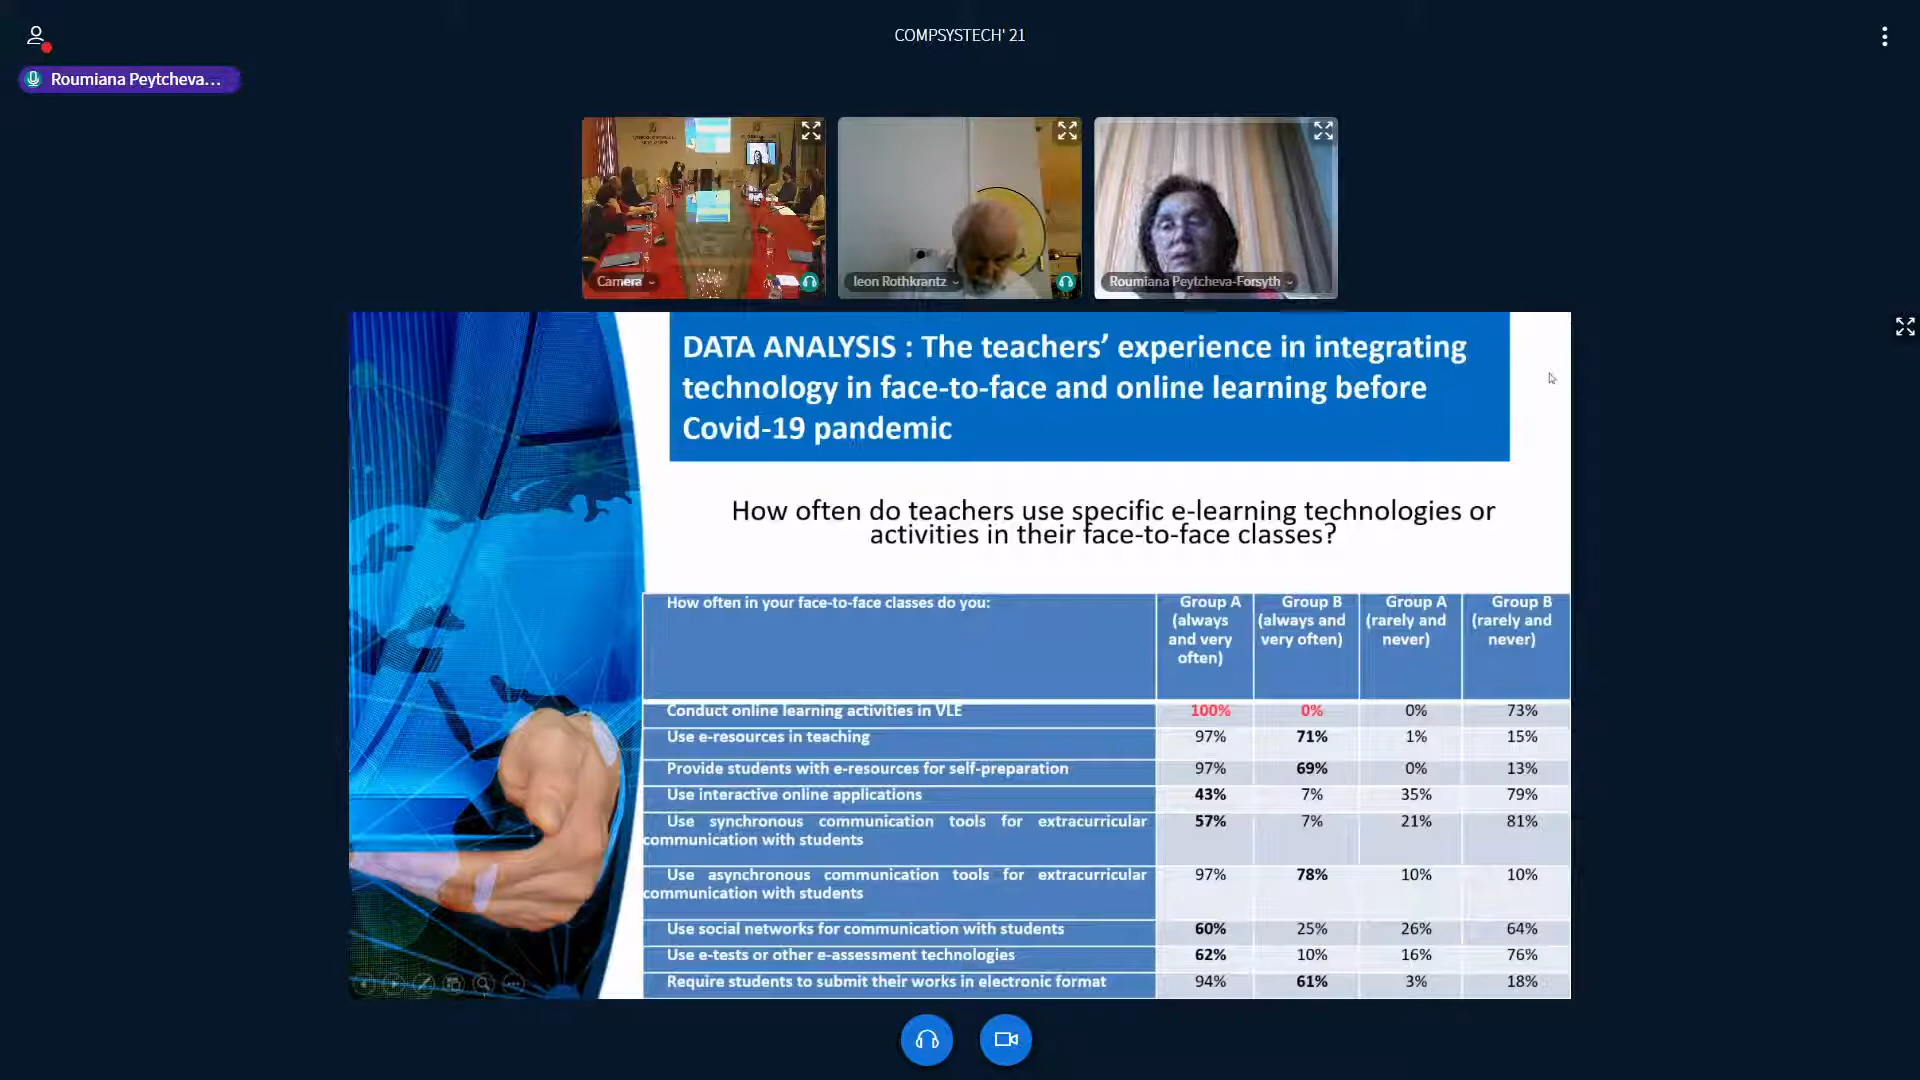 COMPSYSTECH' 21
Roumiana Peytcheva...
Camera
leon Rothkrantz
Roumiana Peytcheva-Forsyth
DATA ANALYSIS : The teachers’ experience in integrating
technology in face-to-face and online learning before
Covid-19 pandemic
How often do teachers use specific e-learning technologies or
activities in their face-to-face classes?
How often in your face-to-face classes do you:
Group A
(always
and very
often)
Group B
(always and
very often)
Group A
(rarely and
never)
Group B
(rarely and
never)
Conduct online learning activities in VLE 100% 0% 0% 73%
Use e-resources in teaching 97% 71% 1% 15%
Provide students with e-resources for self-preparation 97% 69% 0% 13%
Use interactive online applications 43% 7% 35% 79%
Use synchronous communication tools for extracurricular 57% 7% 21% 81%
communication with students
Use asynchronous communication tools for extracurricular 97% 78% 10% 10%
communication with students
Use social networks for communication with students 60% 25% 26% 64%
Use e-tests or other e-assessment technologies 62% 10% 16% 76%
Require students to submit their works in electronic format 94% 61% 3% 18%